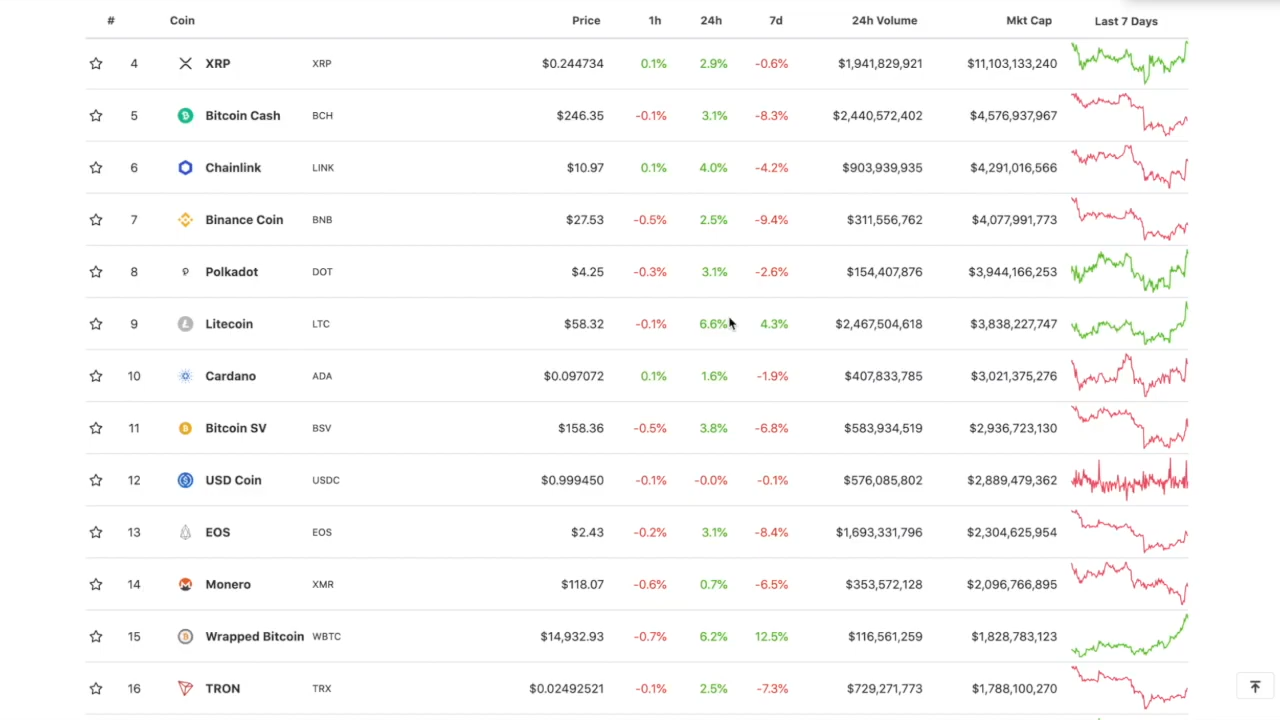 # Coin Price 1h 24h 7d 24h Volume Mkt Cap Last 7 Days
4 XRP XRP $0.244734 0.1% 2.9% -0.6% $1,941,829,921 $11,103,133,240
5 Bitcoin Cash BCH $246.35 -0.1% 3.1% -8.3% $2,440,572,402 $4,576,937,967
6 Chainlink LINK $10.97 0.1% 4.0% -4.2% $903,939,935 $4,291,016,566
7 Binance Coin BNB $27.53 -0.5% 2.5% -9.4% $311,556,762 $4,077,991,773
8 Polkadot DOT $4.25 -0.3% 3.1% -2.6% $154,407,876 $3,944,166,253
9 Litecoin LTC $58.32 -0.1% 6.6% 4.3% $2,467,504,618 $3,838,227,747
10 Cardano ADA $0.097072 0.1% 1.6% -1.9% $407,833,785 $3,021,375,276
11 Bitcoin SV BSV $158.36 -0.5% 3.8% -6.8% $583,934,519 $2,936,723,130
12 USD Coin USDC $0.999450 -0.1% -0.0% -0.1% $576,085,802 $2,889,479,362
13 EOS EOS $2.43 -0.2% 3.1% -8.4% $1,693,331,796 $2,304,625,954
14 Monero XMR $118.07 -0.6% 0.7% -6.5% $353,572,128 $2,096,766,895
15 Wrapped Bitcoin WBTC $14,932.93 -0.7% 6.2% 12.5% $116,561,259 $1,828,783,123
16 TRON TRX $0.02492521 -0.1% 2.5% -7.3% $729,271,773 $1,788,100,270